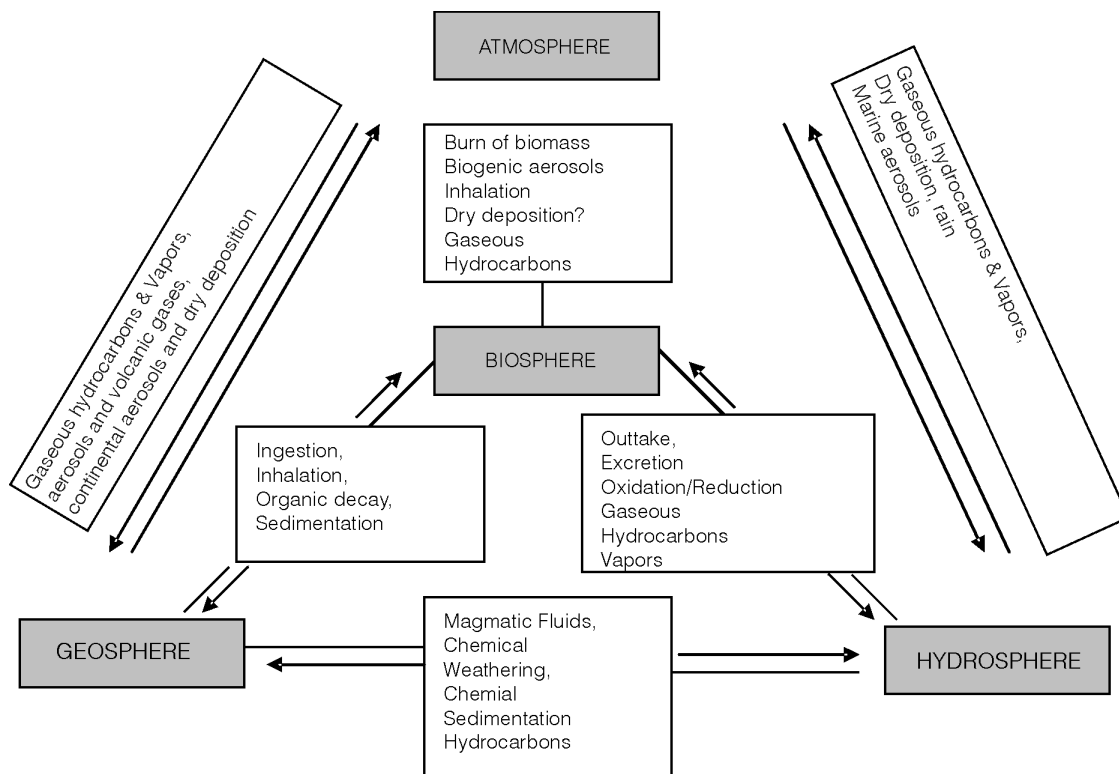 ATMOSPHERE
Gaseous hydrocarbons & Vapors,
aerosols and volcanic gases,
continental aerosols and dry deposition
Burn of biomass
Biogenic aerosols
Inhalation
Dry deposition?
Gaseous
Hydrocarbons
Gaseous hydrocarbons & Vapors,
Dry deposition, rain
Marine aerosols
BIOSPHERE
Ingestion,
Inhalation,
Organic decay,
Sedimentation
Outtake,
Excretion
Oxidation/Reduction
Gaseous
Hydrocarbons
Vapors
GEOSPHERE
Magmatic Fluids,
Chemical
Weathering,
Chemial
Sedimentation
Hydrocarbons
HYDROSPHERE